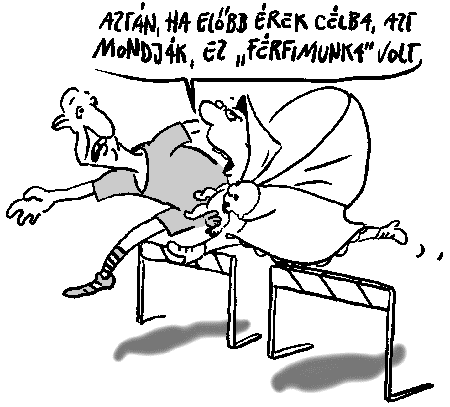 AZTÁN, HA ELŐBB ÉREK CÉLBA, AZT
MONDJÁK, EZ „FÉRFIMUNKA” VOLT